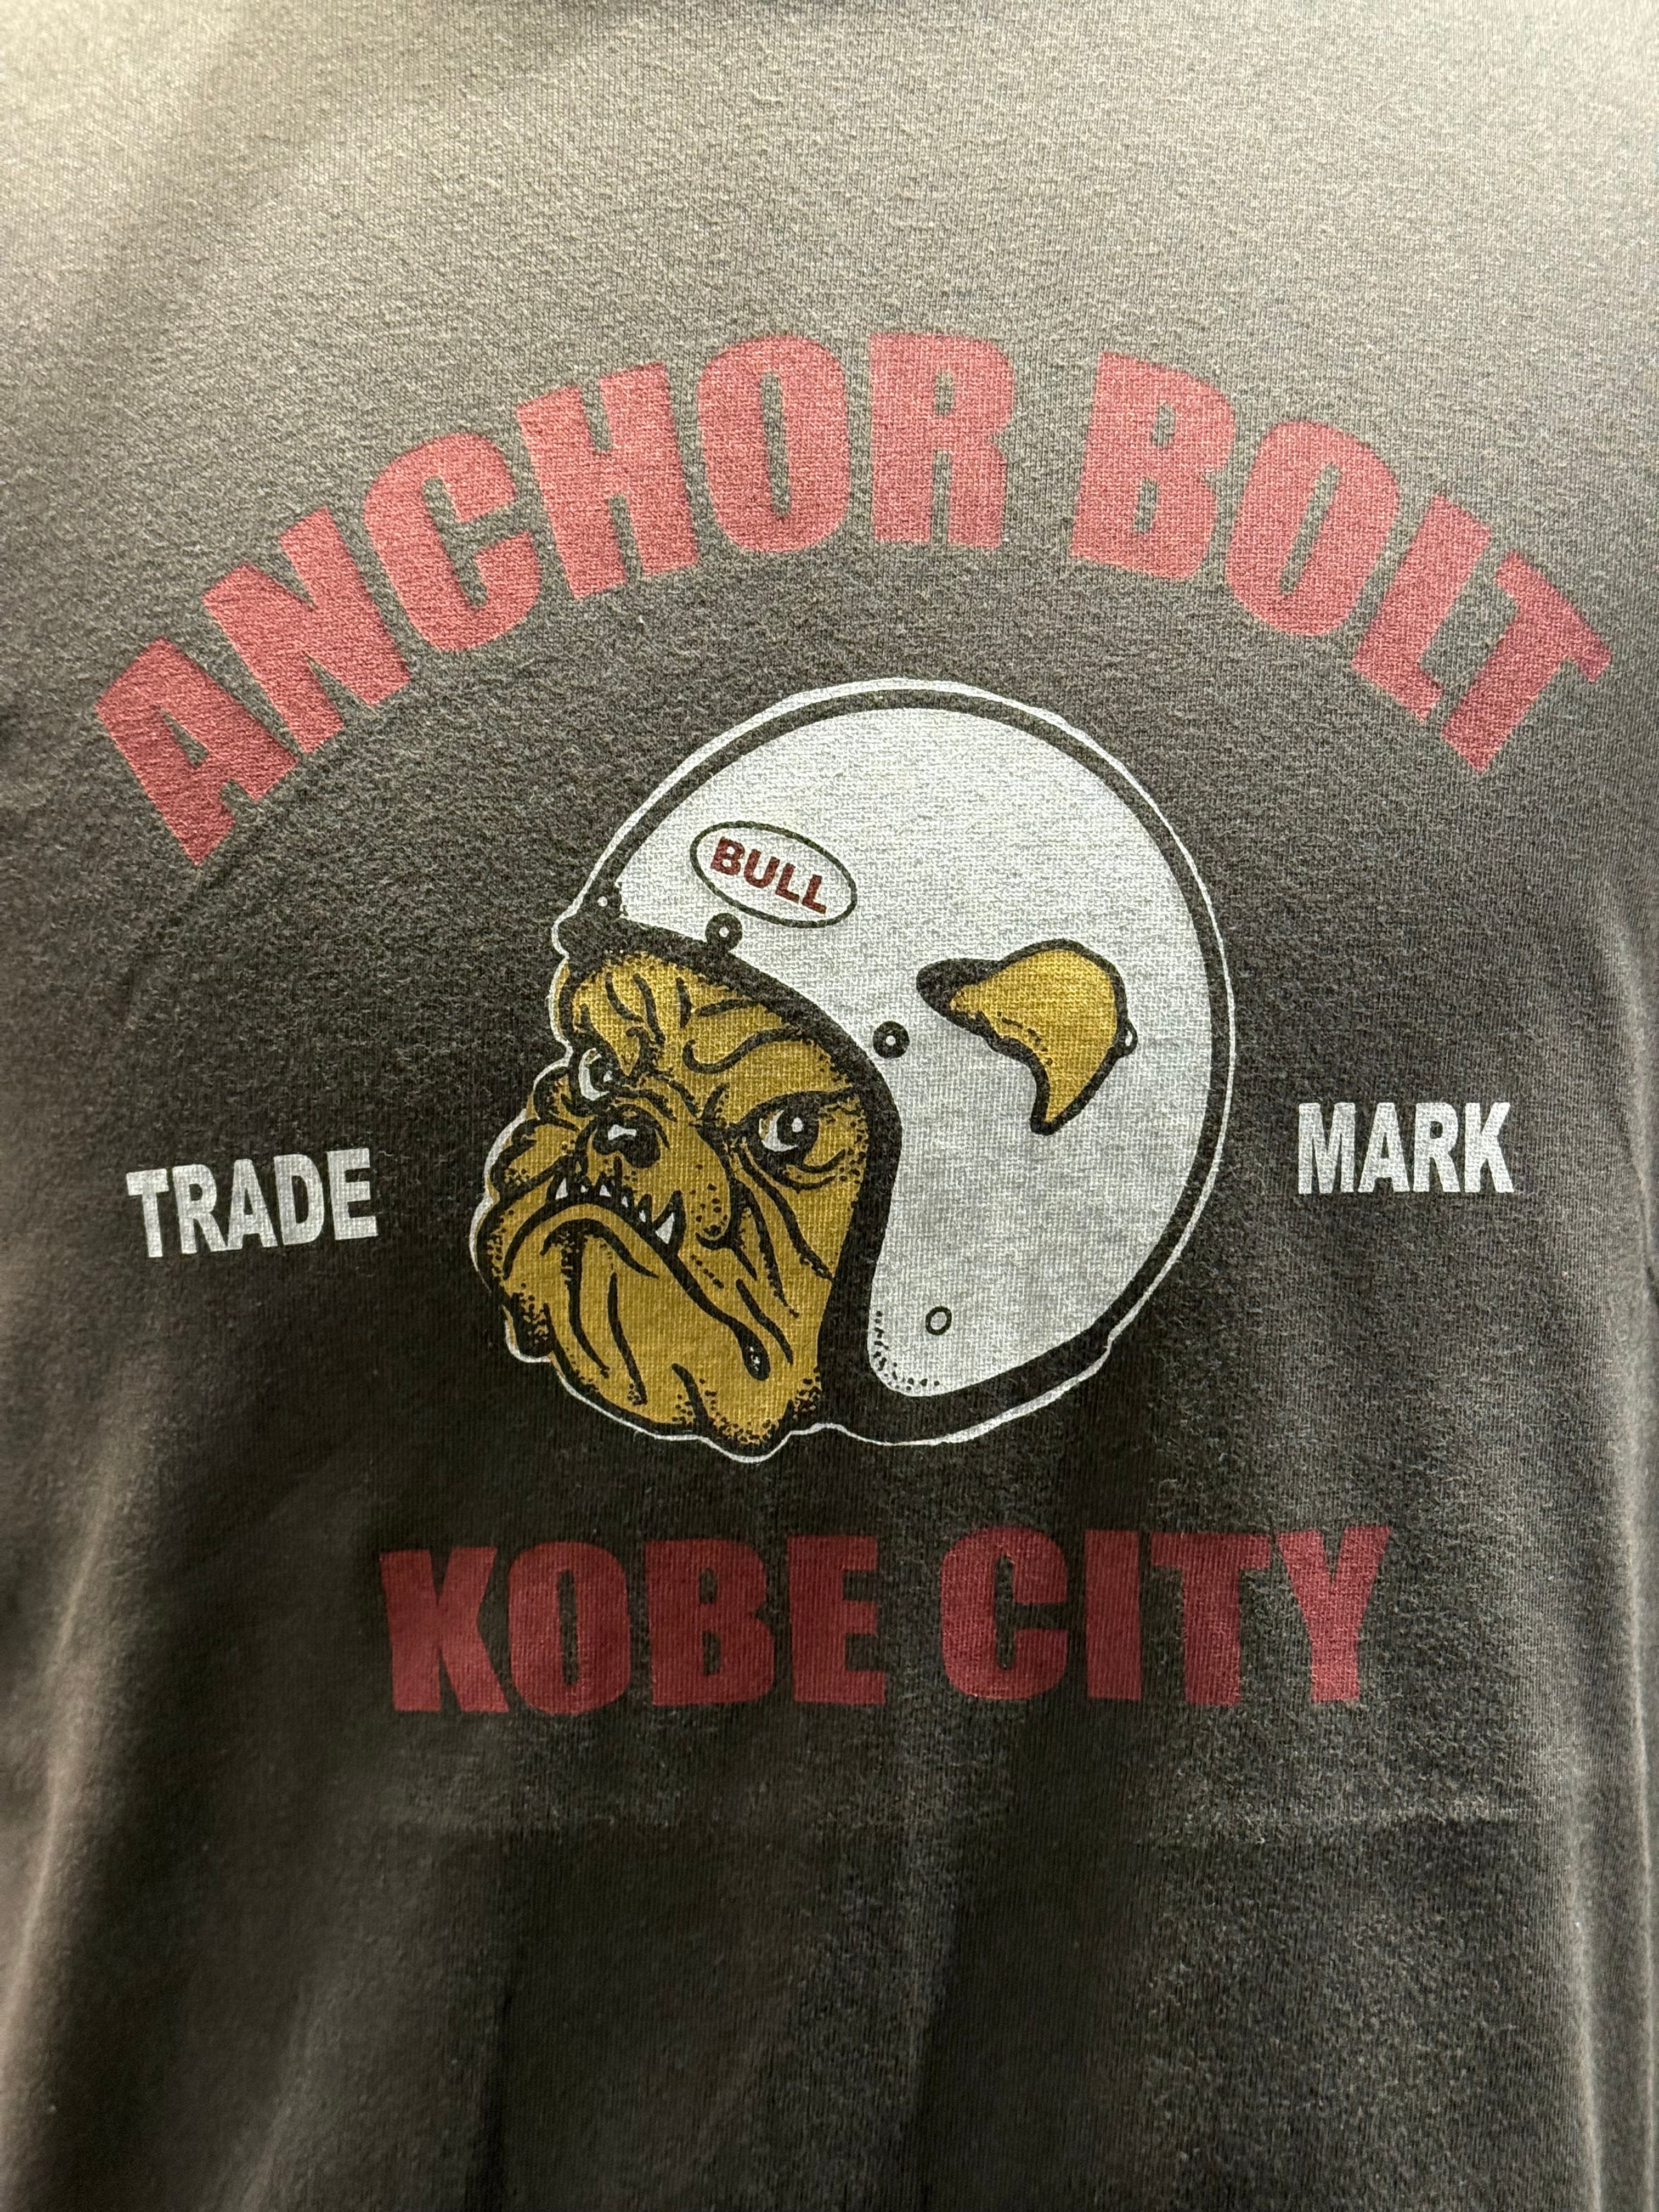 ANCHOR BOLT
BULL
TRADE MARK
KOBE CITY